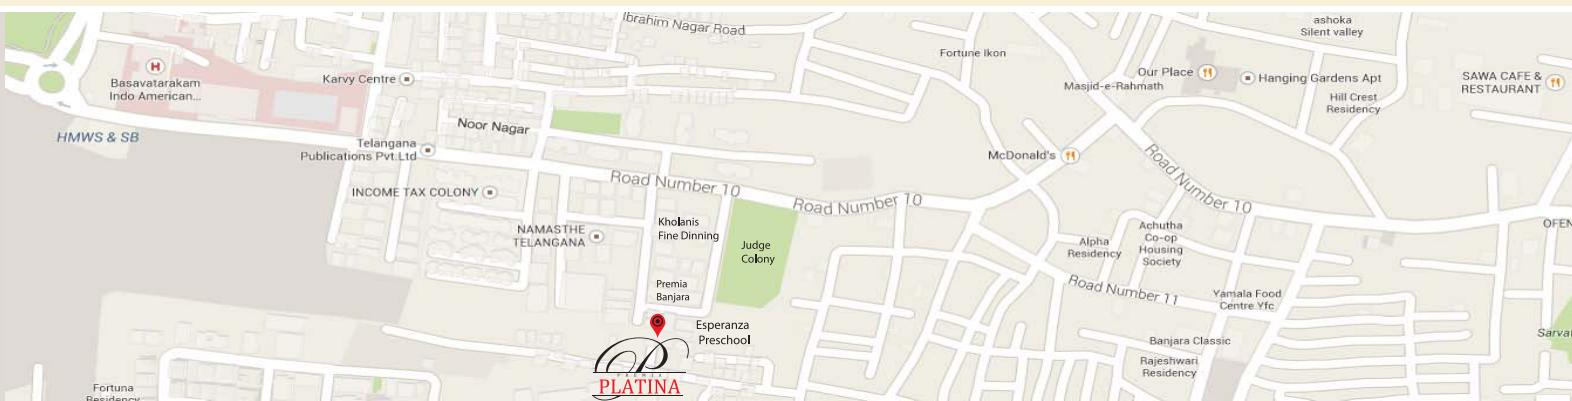 Ibrahim Nagar Road
ashoka
Silent valley
Fortune Ikon
H
Basavatarakam
Indo American...
Karvy Centre
Our Place
Masjid-e-Rahmath
Hanging Gardens Apt
Hill Crest
Residency
SAWA CAFE &
RESTAURANT
HMWS & SB
Noor Nagar
Telangana
Publications Pvt.Ltd
McDonald's
Road Number 10
INCOME TAX COLONY
Road Number 10
Road Number 10
Kholanis
Fine Dinning
NAMASTHE
TELANGANA
Judge
Colony
Alpha
Residency
Achutha
Co-op
Housing
Society
OFEN
Premia
Banjara
Road Number 11
Yamala Food
Centre Yfc
Esperanza
Preschool
Banjara Classic
Sarva
Rajeshwari
Residency
P
PREMIA
PLATINA
Fortuna
Residency